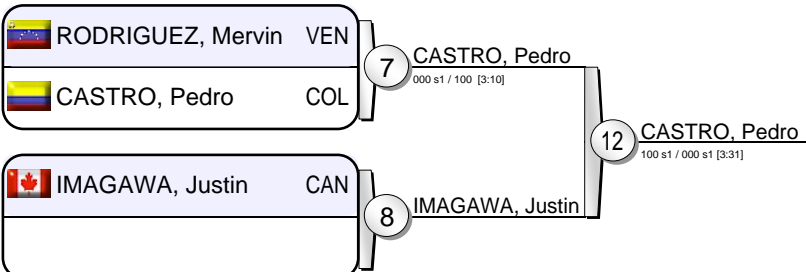 RODRIGUEZ, Mervin VEN
CASTRO, Pedro COL
7
CASTRO, Pedro
000 s1 / 100 [3:10]
12
CASTRO, Pedro
100 s1 / 000 s1 [3:31]
IMAGAWA, Justin CAN
8
IMAGAWA, Justin